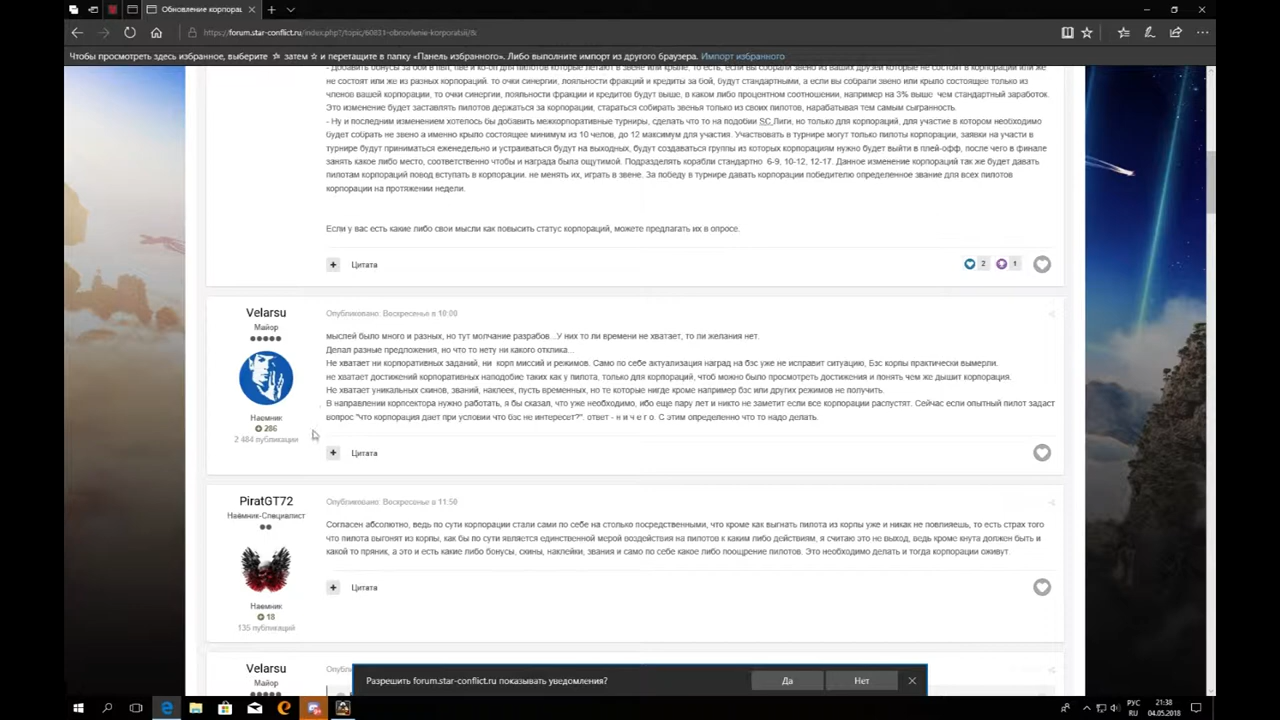 Обновление корпорац
https://forum.star-conflict.ru/index.php?/topic/60831-obnovlenie-korporatsii/&
Чтобы просмотреть здесь избранное, выберите ☆ затем ☆ и перетащите в папку «Панель избранного». Либо выполните импорт из другого браузера. Импорт избранного
не состоят или же из разных корпораций. то очки синергии, лояльности фракций и кредиты за бой, будут стандартными, а если вы собрали звено или крыло состоящее только из
членов вашей корпорации, то очки синергии, лояльности фракций и кредитов будут выше, в каком либо процентном соотношении, например на 3% выше чем стандартный заработок.
Это изменение будет заставлять пилотов держаться за корпорации, стараться собирать звенья только из своих пилотов, нарабатывая тем самым сыгранность.
- Ну и последним изменением хотелось бы добавить межкорпоративные турниры, сделать что то на подобии SC Лиги, но только для корпораций, для участие в котором необходимо
будет собрать не звено а именно крыло состоящее минимум из 10 чел, до 12 максимум для участия. Участвовать в турнире могут только пилоты корпорации, заявки на участи в
турнире будут приниматься еженедельно и устраиваться будут на выходных, будут создаваться группы из которых корпорациям нужно будет выйти в плей-офф, после чего в финале
занять какое либо место, соответственно чтобы и награда была ощутимой. Подразделять корабли стандартно 6-9, 10-12, 12-17. Данное изменение корпораций так же будет давать
пилотам корпораций повод вступать в корпорации. не менять их, играть в звене. За победу в турнире давать корпорации победителю определенное звание для всех пилотов
корпорации на протяжении недели.
Если у вас есть какие либо свои мысли как повысить статус корпораций, можете предлагать их в опросе.
+ Цитата
2 1
Velarsu
Майор
Наемник
286
2 484 публикации
Опубликовано: Воскресенье в 10:00
мыслей было много и разных, но тут молчание разрабов...У них то ли времени не хватает, то ли желания нет.
Делал разные предложения, но что то нету ни какого отклика...
Не хватает ни корпоративных заданий, ни корп миссий и режимов. Само по себе актуализация наград на бзс уже не исправит ситуацию, Бзс корпы практически вымерли.
не хватает достижений корпоративных наподобие таких как у пилота, только для корпораций, чтоб можно было просмотреть достижения и понять чем же дышит корпорация.
Не хватает уникальных скинов, званий, наклеек, пусть временных, но те которые нигде кроме например бзс или других режимов не получить.
В направлении корпсектора нужно работать, я бы сказал, что уже необходимо, ибо еще пару лет и никто не заметит если все корпорации распустят. Сейчас если опытный пилот задаст
вопрос "что корпорация дает при условии что бзс не интересет?". ответ - н и ч е г о. С этим определенно что то надо делать.
+ Цитата
PiratGT72
Наёмник-Специалист
Наемник
18
135 публикаций
Опубликовано: Воскресенье в 11:50
Согласен абсолютно, ведь по сути корпорации стали сами по себе на столько посредственными, что кроме как выгнать пилота из корпы уже и никак не повлияешь, то есть страх того
что пилота выгонят из корпы, как бы по сути является единственной мерой воздействия на пилотов к каким либо действиям, я считаю это не выход, ведь кроме кнута должен быть и
какой то пряник, а это и есть какие либо бонусы, скины, наклейки, звания и само по себе какое либо поощрение пилотов. Это необходимо делать и тогда корпорации оживут.
+ Цитата
Velarsu
Майор
Разрешить forum.star-conflict.ru показывать уведомления?
Да
Нет
РУС
RU
21:38
04.05.2018